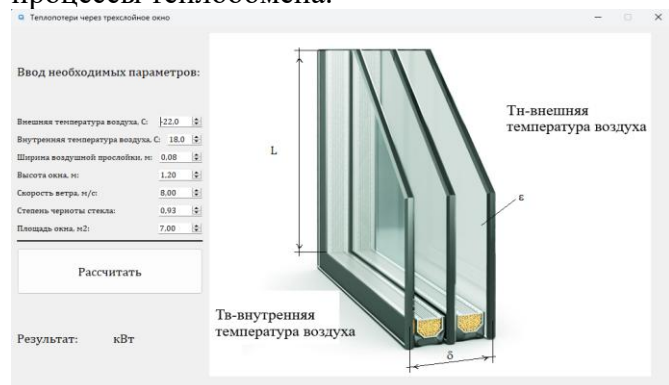 процессы теплообмена.
Теплопотери через трехслойное окно
Ввод необходимых параметров:
Внешняя температура воздуха, С: -22.0
Внутренняя температура воздуха, С: 18.0
Ширина воздушной прослойки, м: 0.08
Высота окна, м: 1.20
Скорость ветра, м/с: 8.00
Степень черноты стекла: 0.93
Площадь окна, м2: 7.00
Рассчитать
Результат: кВт
L
Тн-внешняя
температура воздуха
ε
Тв-внутренняя
температура воздуха
δ